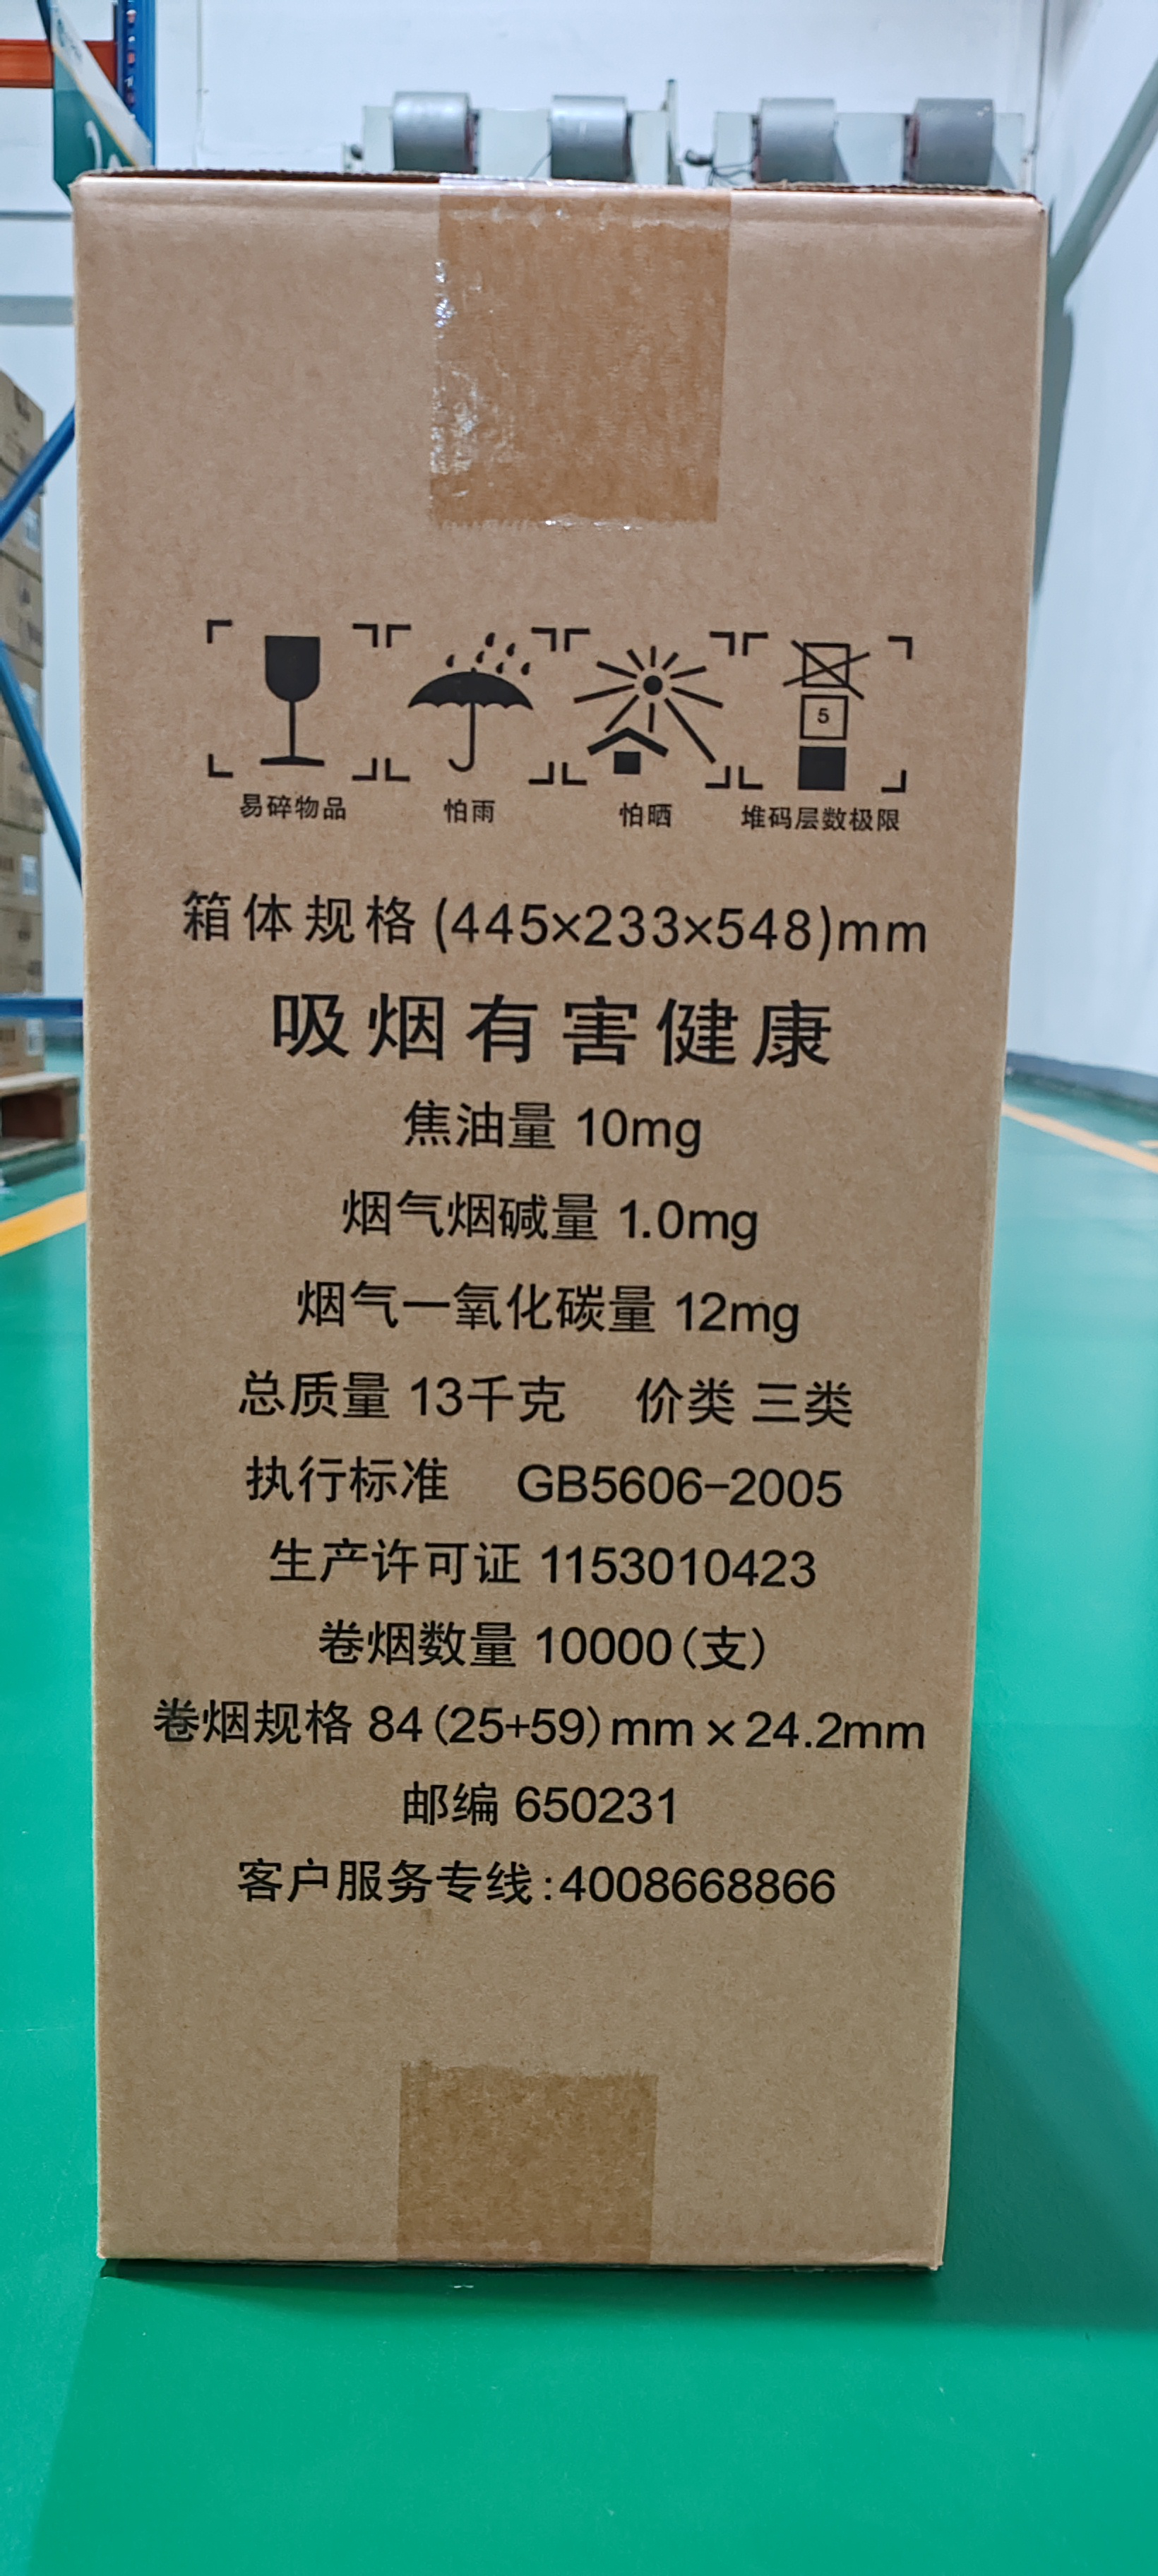 5
易碎物品 怕雨 怕晒 堆码层数极限
箱体规格(445×233×548)mm
吸烟有害健康
焦油量 10mg
烟气烟碱量 1.0mg
烟气一氧化碳量 12mg
总质量 13千克 价类 三类
执行标准 GB5606-2005
生产许可证 1153010423
卷烟数量 10000(支)
卷烟规格 84(25+59)mm×24.2mm
邮编 650231
客户服务专线:4008668866